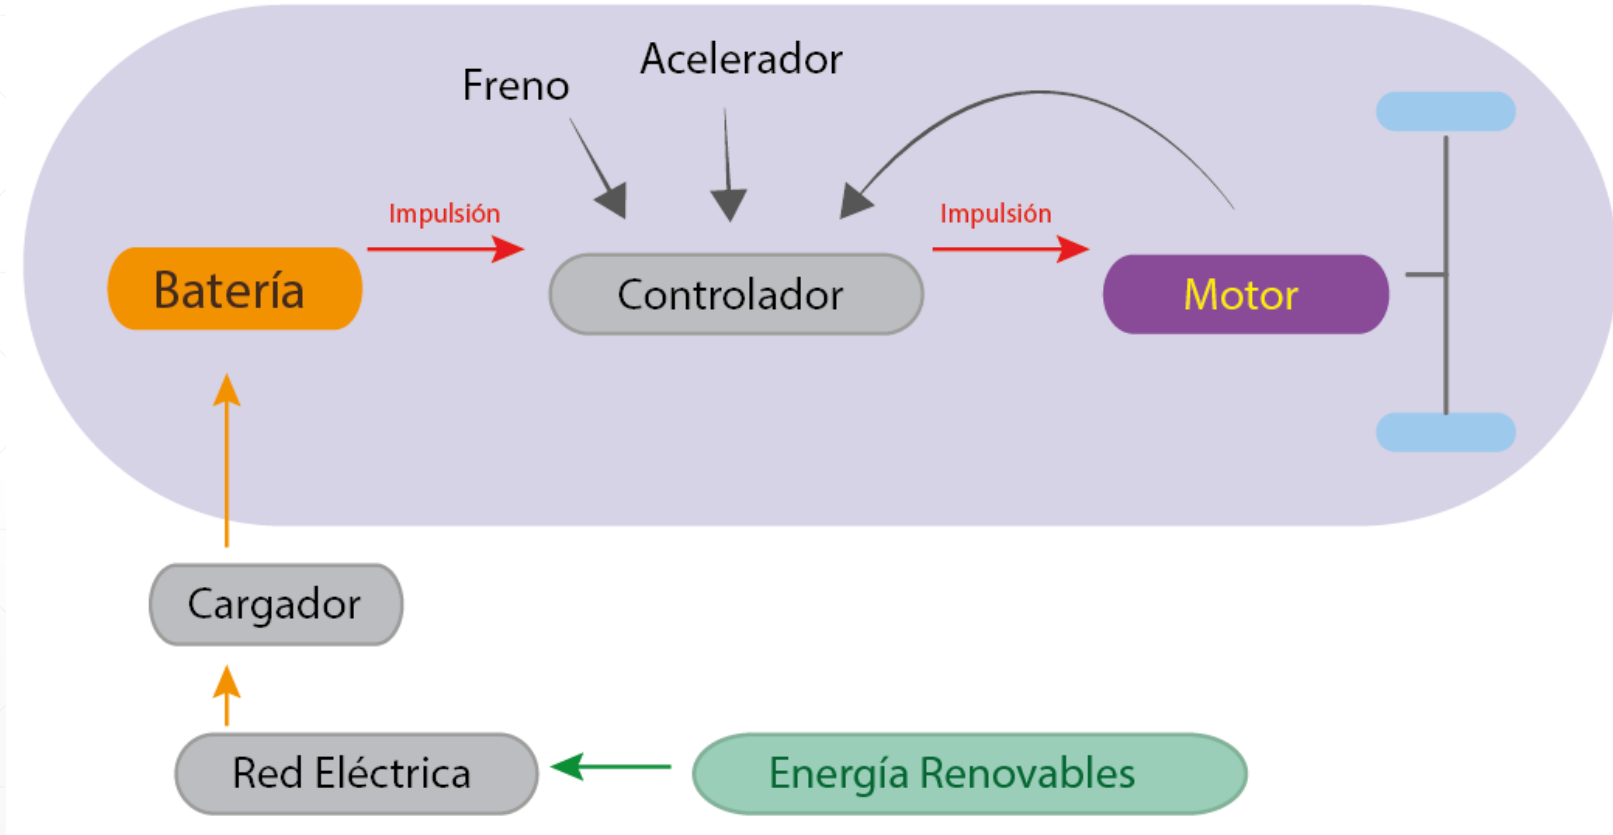 Acelerador
Freno
Impulsión
Impulsión
Batería
Controlador
Motor
Cargador
Red Eléctrica
Energía Renovables